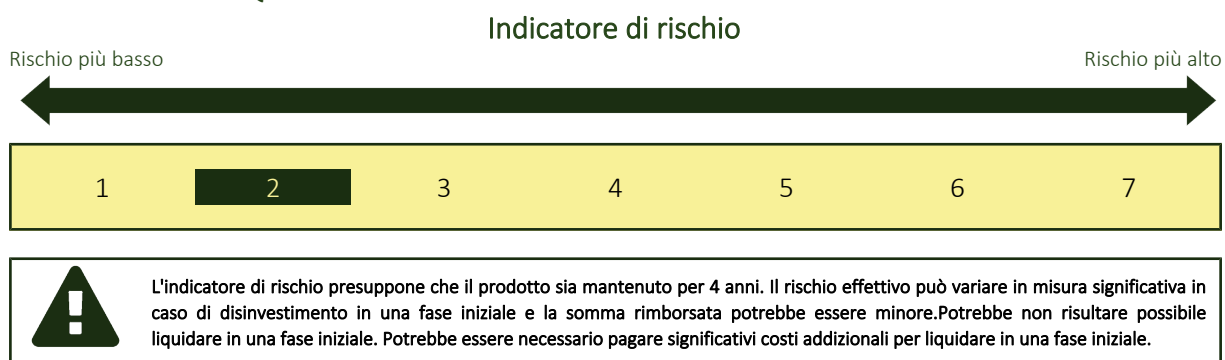 Indicatore di rischio
Rischio più basso
Rischio più alto
1 2 3 4 5 6 7
L'indicatore di rischio presuppone che il prodotto sia mantenuto per 4 anni. Il rischio effettivo può variare in misura significativa in
caso di disinvestimento in una fase iniziale e la somma rimborsata potrebbe essere minore.Potrebbe non risultare possibile
liquidare in una fase iniziale. Potrebbe essere necessario pagare significativi costi addizionali per liquidare in una fase iniziale.